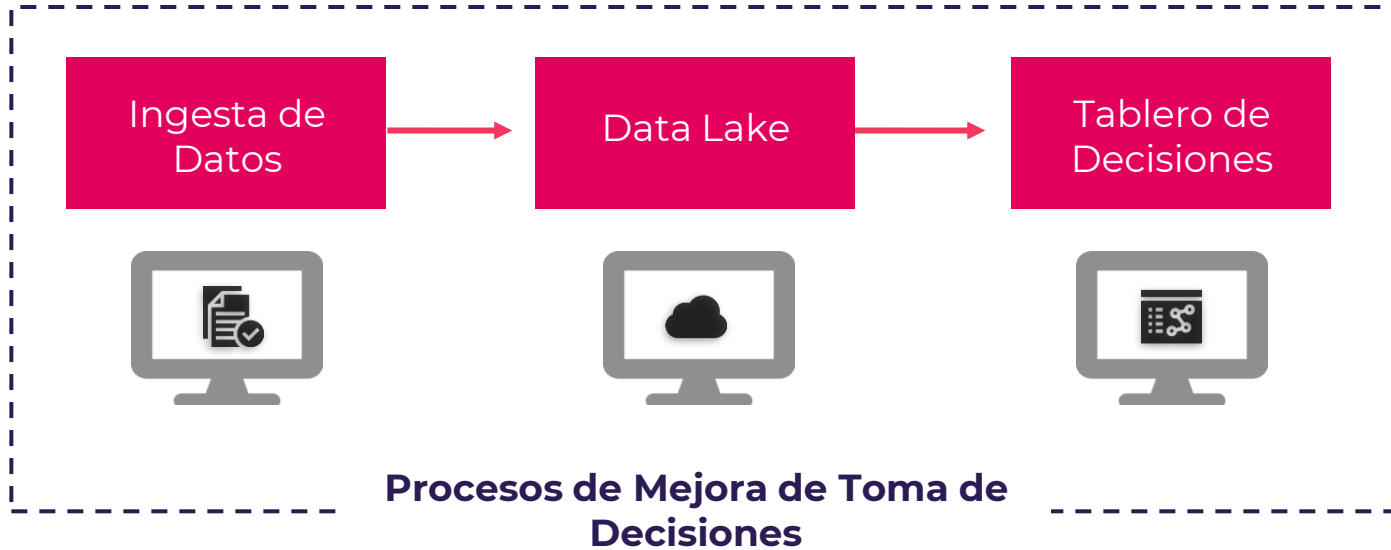 Ingesta de
Datos
Data Lake
Tablero de
Decisiones
Procesos de Mejora de Toma de
Decisiones